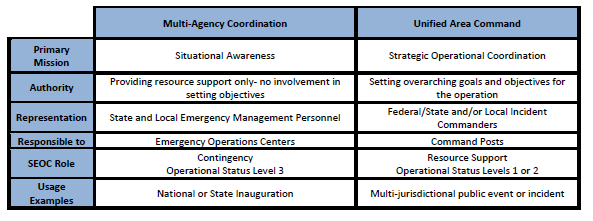 Multi-Agency Coordination Unified Area Command
Primary Mission Situational Awareness Strategic Operational Coordination
Authority Providing resource support only- no involvement in setting objectives Setting overarching goals and objectives for the operation
Representation State and Local Emergency Management Personnel Federal/State and/or Local Incident Commanders
Responsible to Emergency Operations Centers Command Posts
SEOC Role Contingency Operational Status Level 3 Resource Support Operational Status Levels 1 or 2
Usage Examples National or State Inauguration Multi-jurisdictional public event or incident